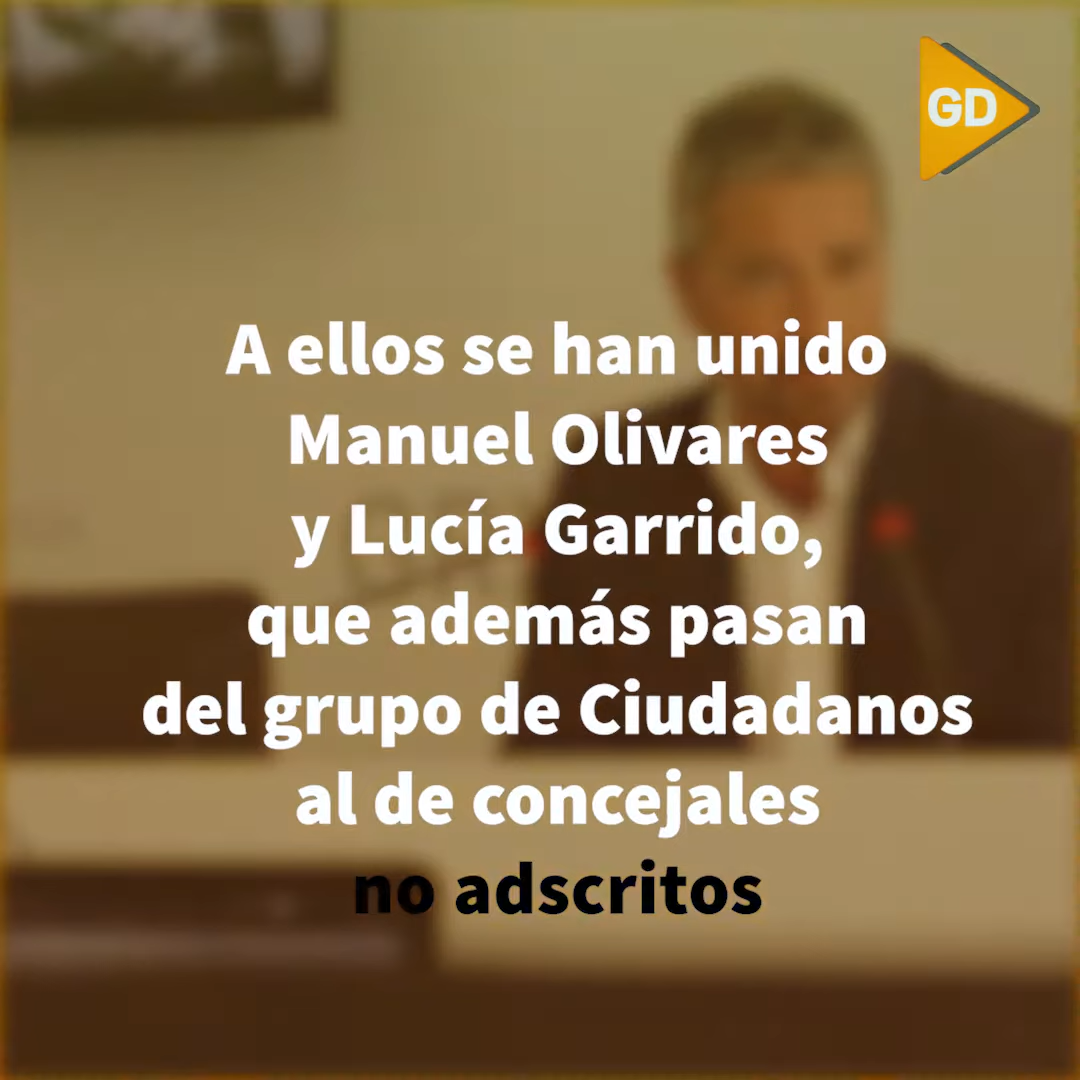 GD
A ellos se han unido
Manuel Olivares
y Lucía Garrido,
que además pasan
del grupo de Ciudadanos
al de concejales
no adscritos